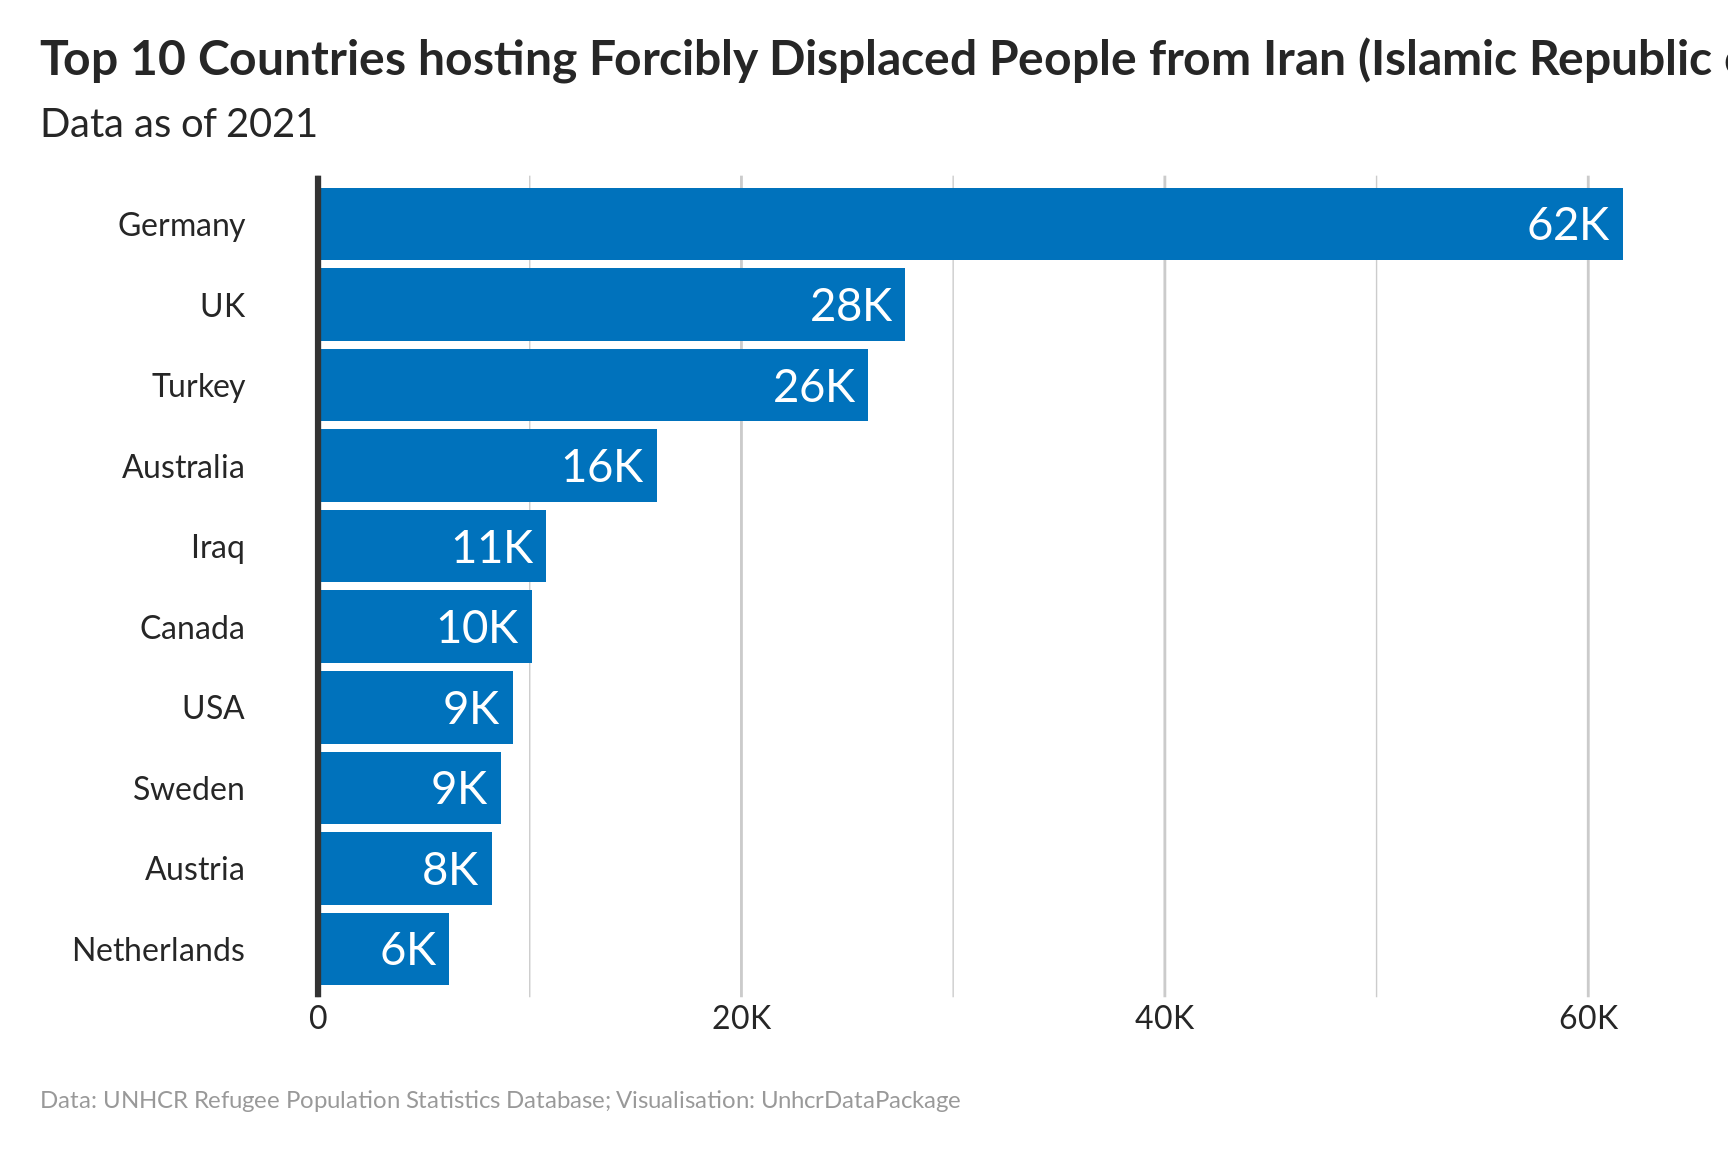 Top 10 Countries hosting Forcibly Displaced People from Iran (Islamic Republic
Data as of 2021
Germany 62K
UK 28K
Turkey 26K
Australia 16K
Iraq 11K
Canada 10K
USA 9K
Sweden 9K
Austria 8K
Netherlands 6K
0 20K 40K 60K
Data: UNHCR Refugee Population Statistics Database; Visualisation: UnhcrDataPackage